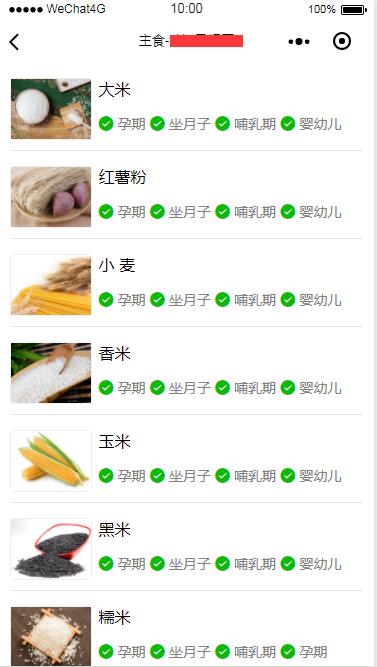 WeChat4G 10:00 100%
主食-
大米
孕期 坐月子 哺乳期 婴幼儿
红薯粉
孕期 坐月子 哺乳期 婴幼儿
小 麦
孕期 坐月子 哺乳期 婴幼儿
香米
孕期 坐月子 哺乳期 婴幼儿
玉米
孕期 坐月子 哺乳期 婴幼儿
黑米
孕期 坐月子 哺乳期 婴幼儿
糯米
孕期 坐月子 哺乳期 孕期